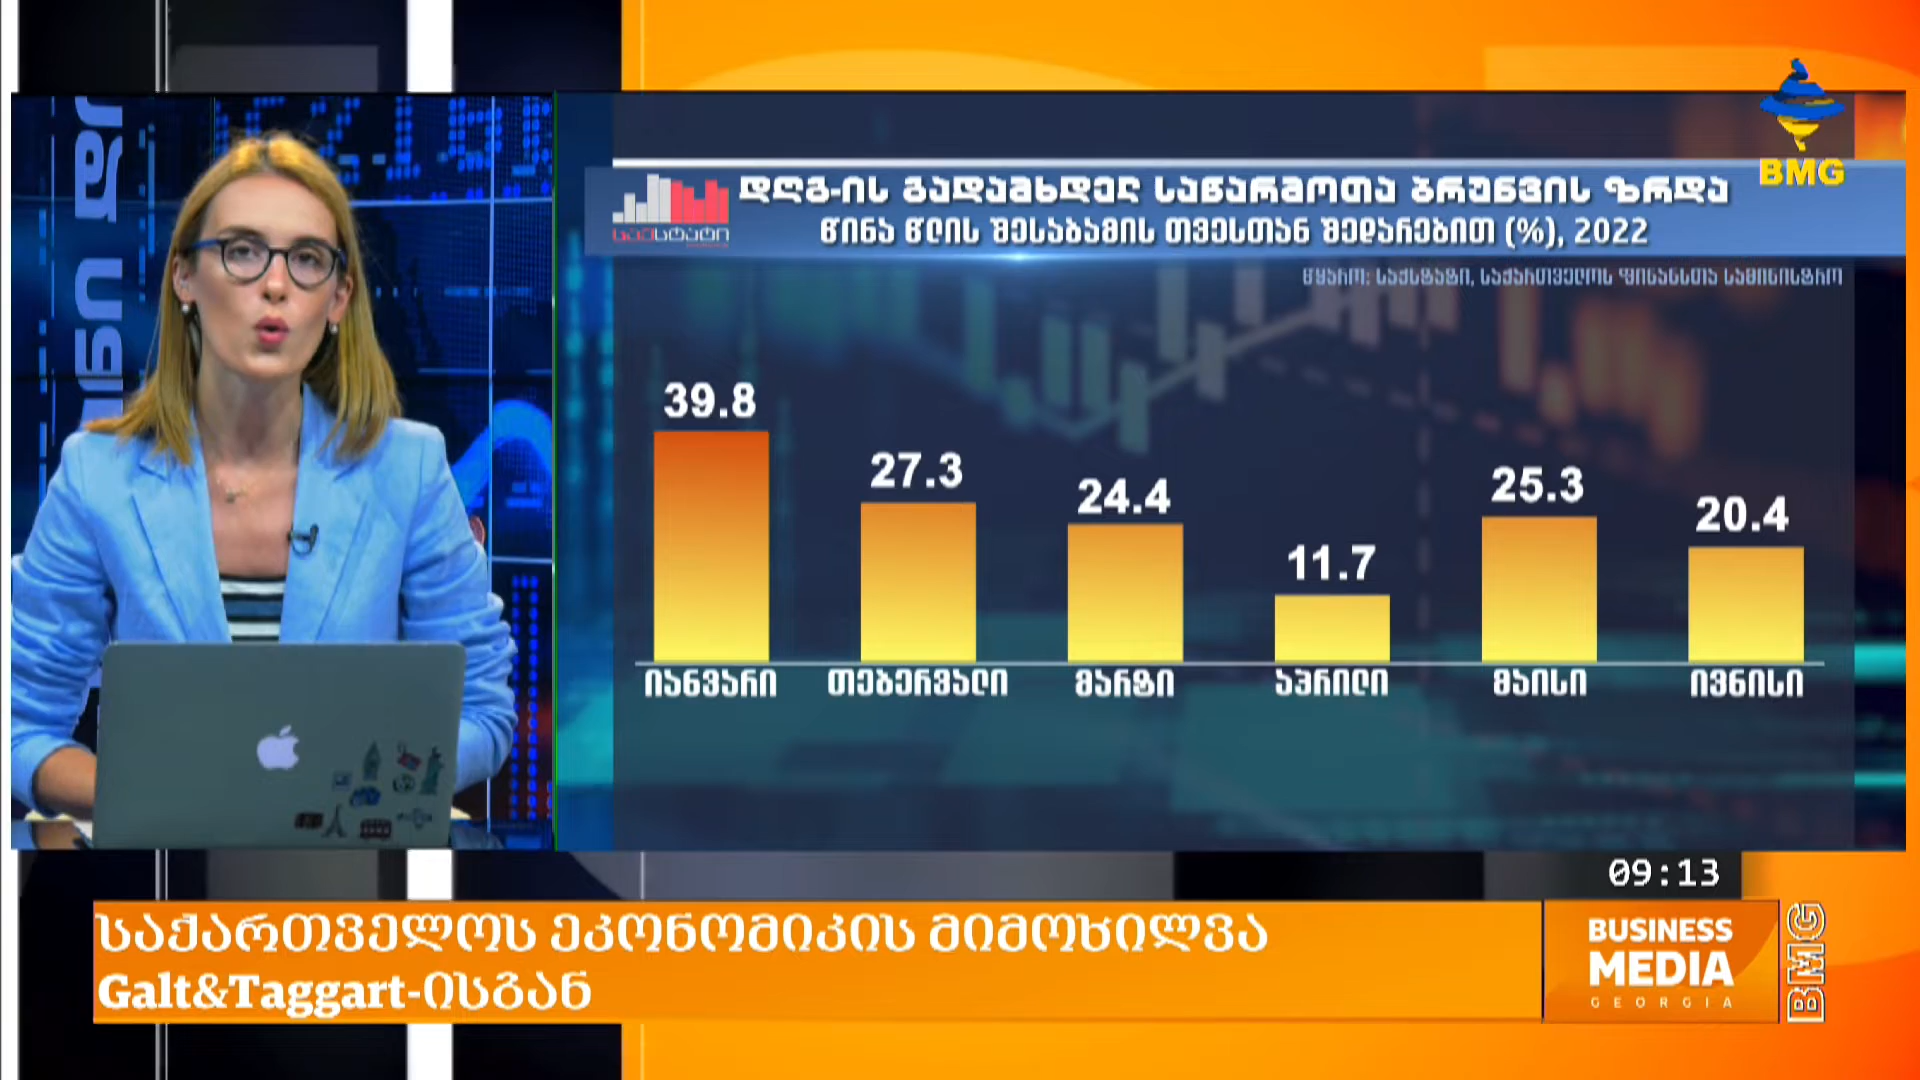 BMG
დღგ-ის გადამხდელ საწარმოთა ბრუნვის ზრდა
წინა წლის შესაბამის თვესთან შედარებით (%), 2022
საქსტატი
წყარო: საქსტატი, საქართველოს ფინანსთა სამინისტრო
39.8
27.3
24.4
11.7
25.3
20.4
იანვარი
თებერვალი
მარტი
აპრილი
მაისი
ივნისი
09:13
საქართველოს ეკონომიკის მიმოხილვა
Galt&Taggart-ისგან
BUSINESS
MEDIA
GEORGIA
BMG